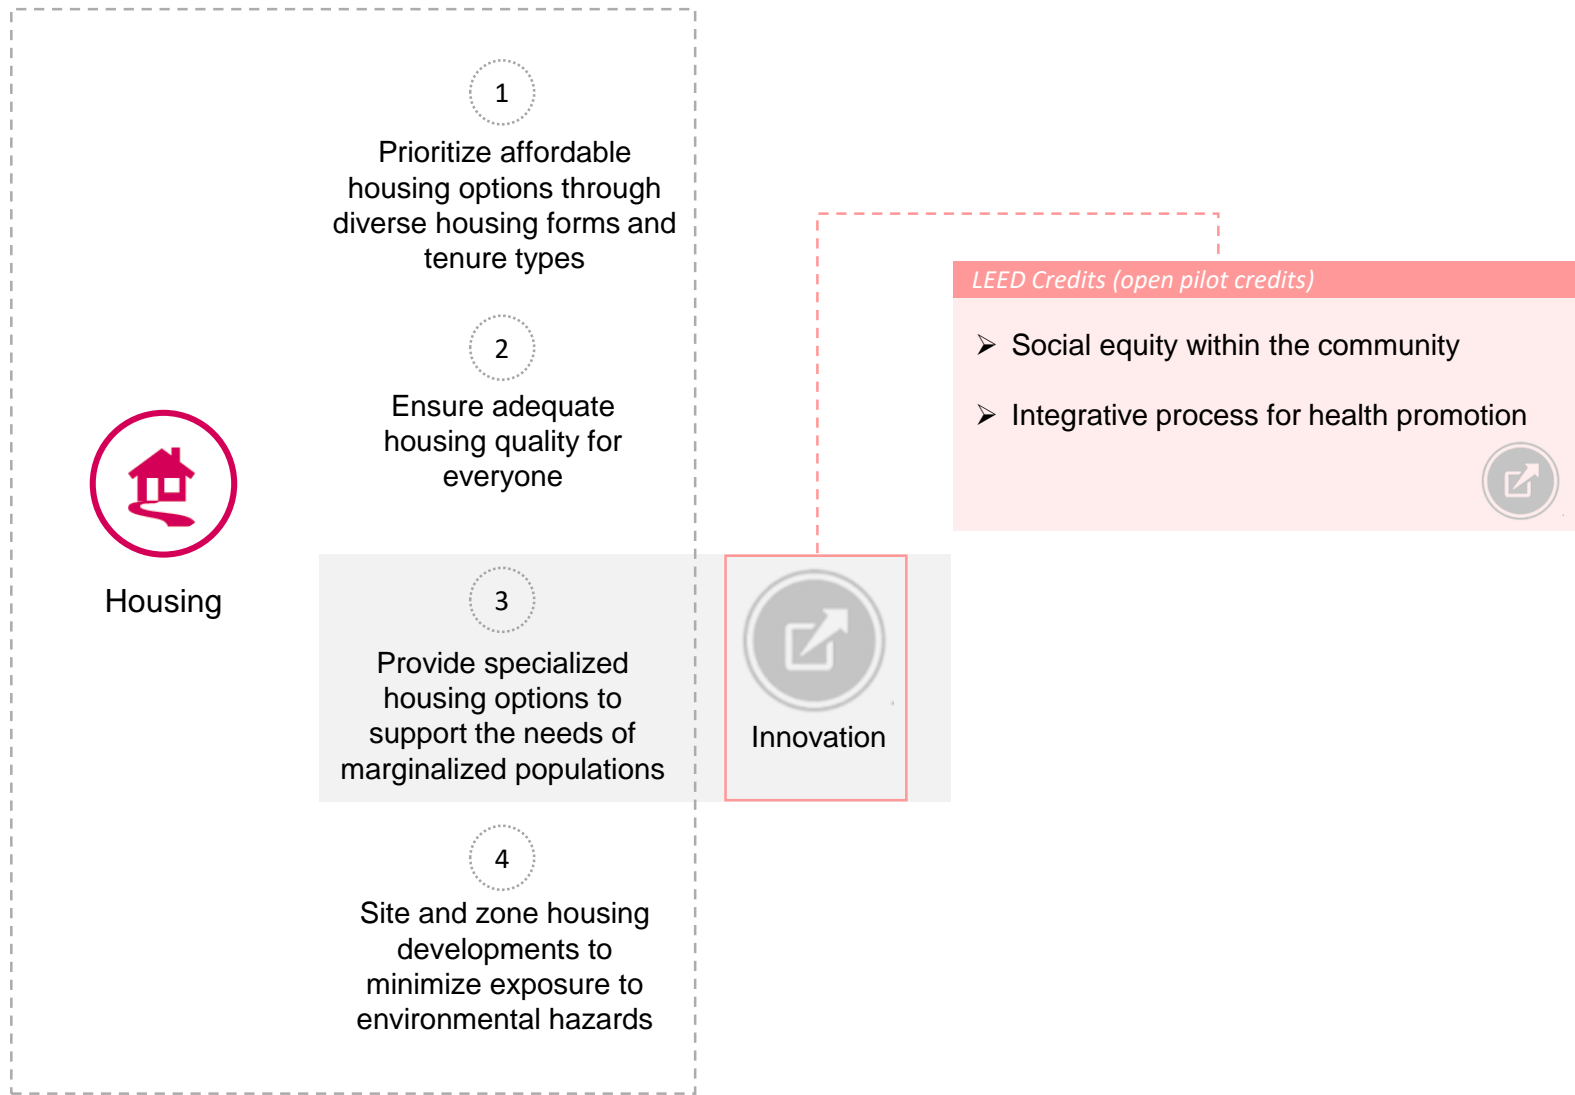 1
Prioritize affordable
housing options through
diverse housing forms and
tenure types
2
Ensure adequate
housing quality for
everyone
Housing
3
Provide specialized
housing options to
support the needs of
marginalized populations
Innovation
4
Site and zone housing
developments to
minimize exposure to
environmental hazards
LEED Credits (open pilot credits)
➢ Social equity within the community
➢ Integrative process for health promotion